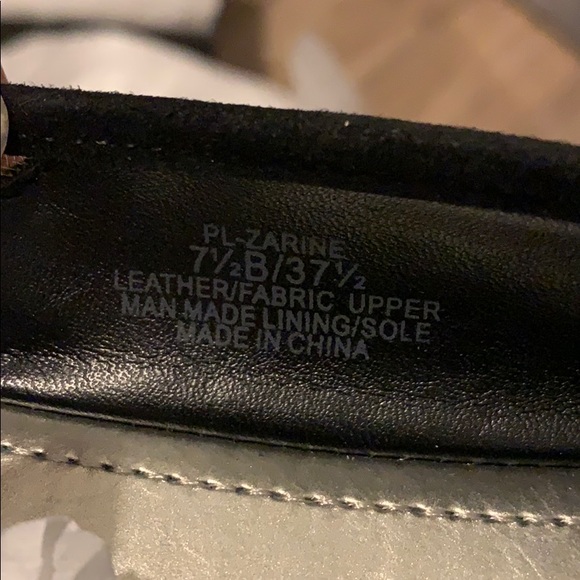 PL-ZARINE
7½B/37½
LEATHER/FABRIC UPPER
MAN MADE LINING/SOLE
MADE IN CHINA